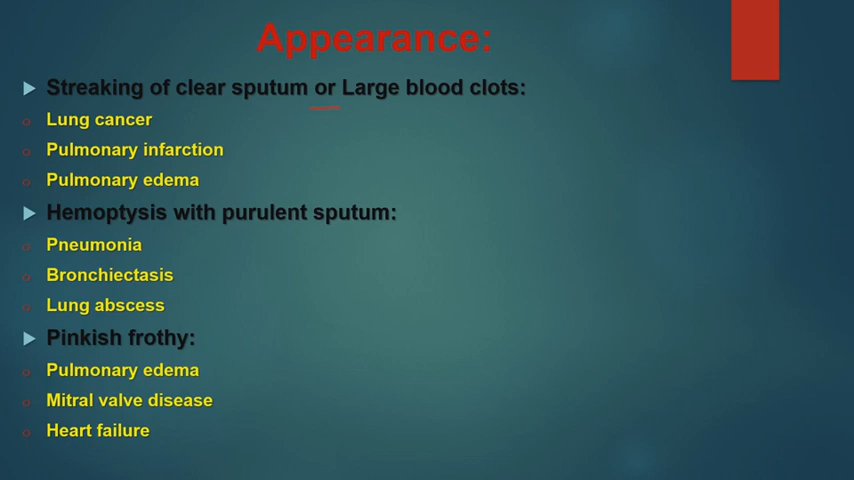 Appearance:
Streaking of clear sputum or Large blood clots:
Lung cancer
Pulmonary infarction
Pulmonary edema
Hemoptysis with purulent sputum:
Pneumonia
Bronchiectasis
Lung abscess
Pinkish frothy:
Pulmonary edema
Mitral valve disease
Heart failure